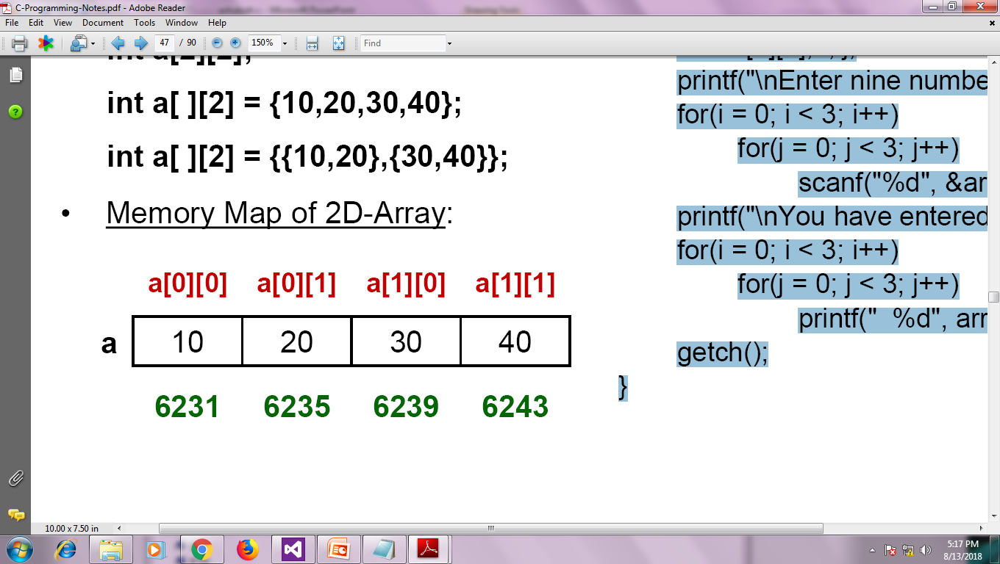 C-Programming-Notes.pdf - Adobe Reader
File Edit View Document Tools Window Help
47 / 90 150% Find
int a[2][2];
int a[ ][2] = {10,20,30,40};
int a[ ][2] = {{10,20},{30,40}};
• Memory Map of 2D-Array:
a[0][0] a[0][1] a[1][0] a[1][1]
a 10 20 30 40
6231 6235 6239 6243
printf("\nEnter nine numbe
for(i = 0; i < 3; i++)
for(j = 0; j < 3; j++)
scanf("%d", &ar
printf("\nYou have entered
for(i = 0; i < 3; i++)
for(j = 0; j < 3; j++)
printf("  %d", arr
getch();
}
10.00 x 7.50 in
5:17 PM
8/13/2018